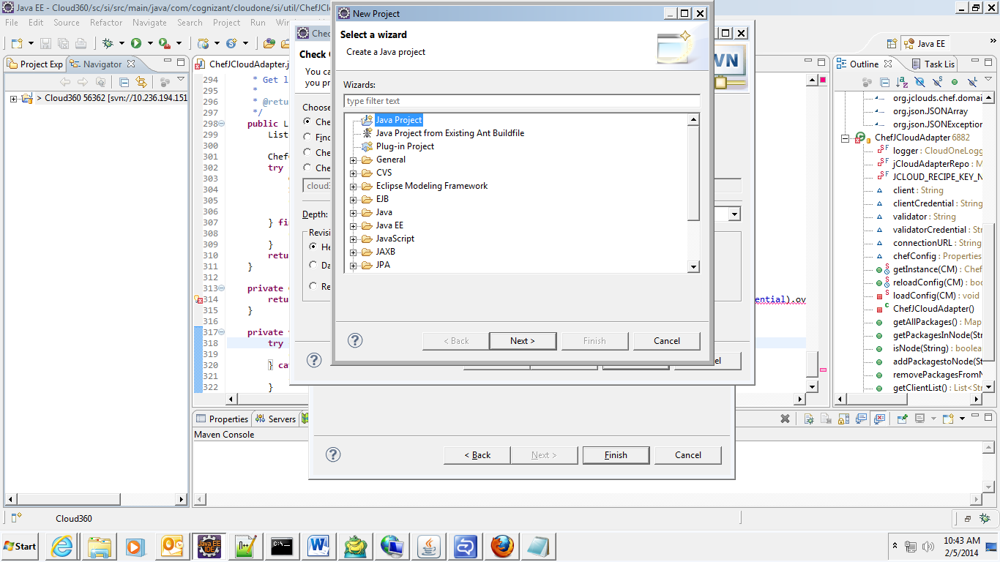 Java EE - Cloud360/sc/si/src/main/java/com/cognizant/cloudone/si/util/ChefJC
File Edit Source Refactor Navigate Search Project Run Win
Java EE
Project Exp
Navigator
> Cloud360 56362 [svn://10.236.194.151
ChefJCloudAdapter.j
294 * Get l
295 *
296 * @retu
297 */
298 public L
299 List
300
301 Chef
302 try
303
304
305
306
307 } fi
308
309 }
310 retu
311 }
312
313 private
314 retu
ential).ov
315 }
316
317 private
318 try
319
320 } cat
321
322 }
Chec
Check
You ca
you pr
VN
Choose
Che
Finc
Che
Che
cloud3
Depth:
Revisi
He
Da
Re
New Project
Select a wizard
Create a Java project
Wizards:
type filter text
Java Project
Java Project from Existing Ant Buildfile
Plug-in Project
General
CVS
Eclipse Modeling Framework
EJB
Java
Java EE
JavaScript
JAXB
JPA
< Back
Next >
Finish
Cancel
el
< Back
Next >
Finish
Cancel
Outline
Task Lis
org.jclouds.chef.domai
org.json.JSONArray
org.json.JSONException
ChefJCloudAdapter 6882
logger : CloudOneLogg
jCloudAdapterRepo : M
JCLOUD_RECIPE_KEY_N
client : String
clientCredential : String
validator : String
validatorCredential : Str
connectionURL : String
chefConfig : Properties
getInstance(CM) : Chef
reloadConfig(CM) : boo
loadConfig(CM) : void
ChefJCloudAdapter()
getAllPackages() : Map
getPackagesInNode(Str
isNode(String) : boolea
addPackagestoNode(St
removePackagesFromN
getClientList() : List<Str
Properties
Servers
Maven Console
Cloud360
Start
Java EE IDE
10:43 AM
2/5/2014